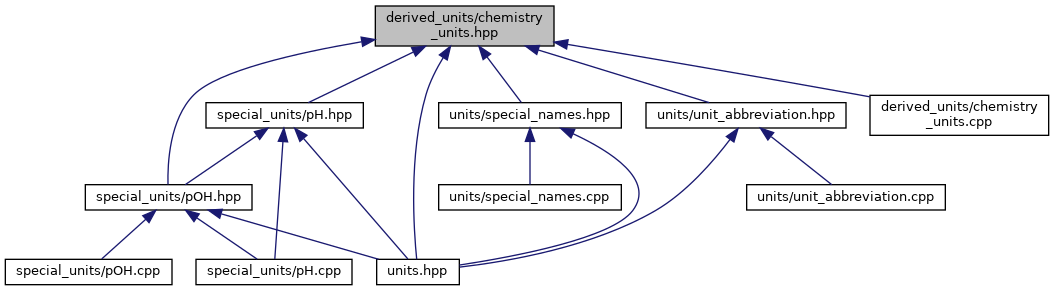 derived_units/chemistry
_units.hpp
special_units/pH.hpp
units/special_names.hpp
units/unit_abbreviation.hpp
derived_units/chemistry
_units.cpp
special_units/pOH.hpp
units/special_names.cpp
units/unit_abbreviation.cpp
special_units/pOH.cpp
special_units/pH.cpp
units.hpp